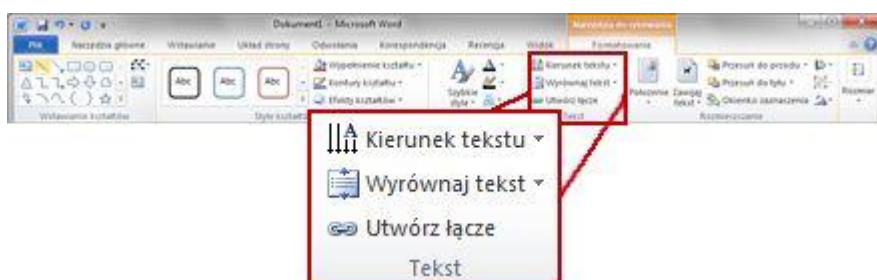 Dokument1 - Microsoft Word
Narzędzia do rysowania
Plik Narzędzia główne Wstawianie Układ strony Odwołania Korespondencja Recenzja Widok Formatowanie
Abc Abc Abc
Wypełnienie kształtu
Kontury kształtu
Efekty kształtów
Szybkie style
Kierunek tekstu
Wyrównaj tekst
Utwórz łącze
Położenie
Zawijaj tekst
Przesuń do przodu
Przesuń do tyłu
Okienko zaznaczenia
Rozmiar
Wstawianie kształtów
Tekst
Rozmieszczanie
Kierunek tekstu
Wyrównaj tekst
Utwórz łącze
Tekst